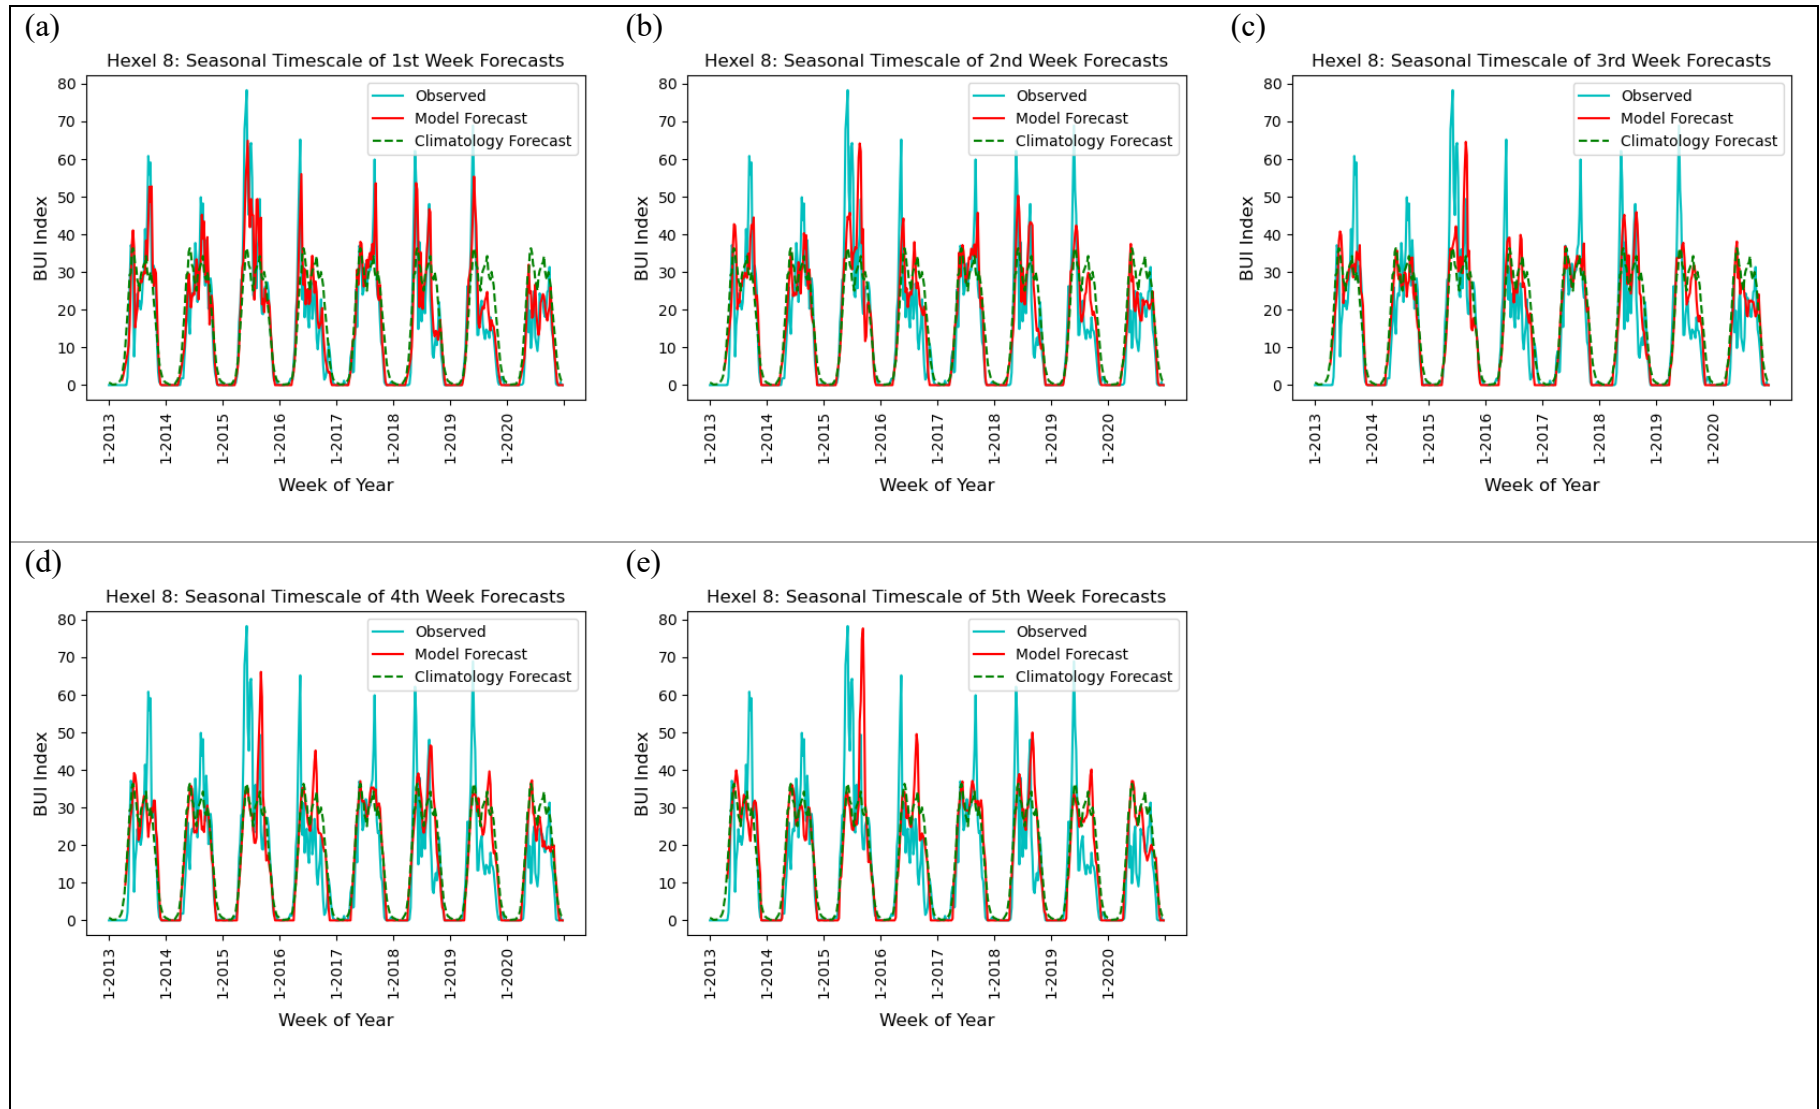 (a)
Hexel 8: Seasonal Timescale of 1st Week Forecasts
80
70
60
50
40
30
20
10
0
BUI Index
Observed
Model Forecast
Climatology Forecast
1-2013
1-2014
1-2015
1-2016
1-2017
1-2018
1-2019
1-2020
Week of Year
(b)
Hexel 8: Seasonal Timescale of 2nd Week Forecasts
80
70
60
50
40
30
20
10
0
BUI Index
Observed
Model Forecast
Climatology Forecast
1-2013
1-2014
1-2015
1-2016
1-2017
1-2018
1-2019
1-2020
Week of Year
(c)
Hexel 8: Seasonal Timescale of 3rd Week Forecasts
80
70
60
50
40
30
20
10
0
BUI Index
Observed
Model Forecast
Climatology Forecast
1-2013
1-2014
1-2015
1-2016
1-2017
1-2018
1-2019
1-2020
Week of Year
(d)
Hexel 8: Seasonal Timescale of 4th Week Forecasts
80
70
60
50
40
30
20
10
0
BUI Index
Observed
Model Forecast
Climatology Forecast
1-2013
1-2014
1-2015
1-2016
1-2017
1-2018
1-2019
1-2020
Week of Year
(e)
Hexel 8: Seasonal Timescale of 5th Week Forecasts
80
70
60
50
40
30
20
10
0
BUI Index
Observed
Model Forecast
Climatology Forecast
1-2013
1-2014
1-2015
1-2016
1-2017
1-2018
1-2019
1-2020
Week of Year